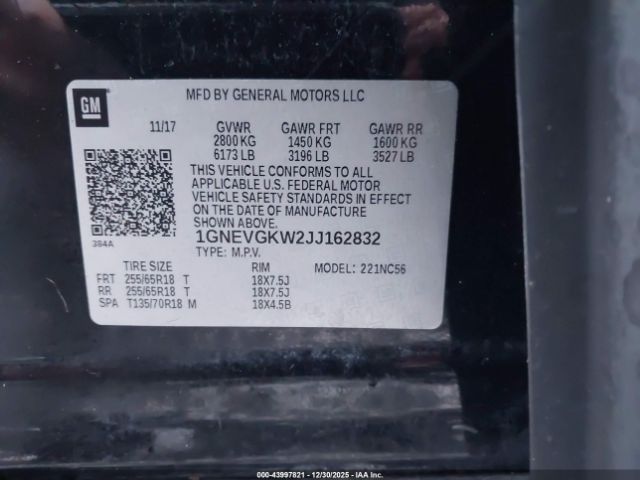 GM
MFD BY GENERAL MOTORS LLC
11/17 GVWR GAWR FRT GAWR RR
2800 KG 1450 KG 1600 KG
6173 LB 3196 LB 3527 LB
THIS VEHICLE CONFORMS TO ALL
APPLICABLE U.S. FEDERAL MOTOR
VEHICLE SAFETY STANDARDS IN EFFECT
ON THE DATE OF MANUFACTURE
SHOWN ABOVE.
384A
1GNEVGKW2JJ162832
TYPE: M.P.V. MODEL: 221NC56
TIRE SIZE RIM
FRT 255/65R18 T 18X7.5J
RR 255/65R18 T 18X7.5J
SPA T135/70R18 M 18X4.5B
© IAA - 43997821 - 12/30/2025 - IAAI.COM